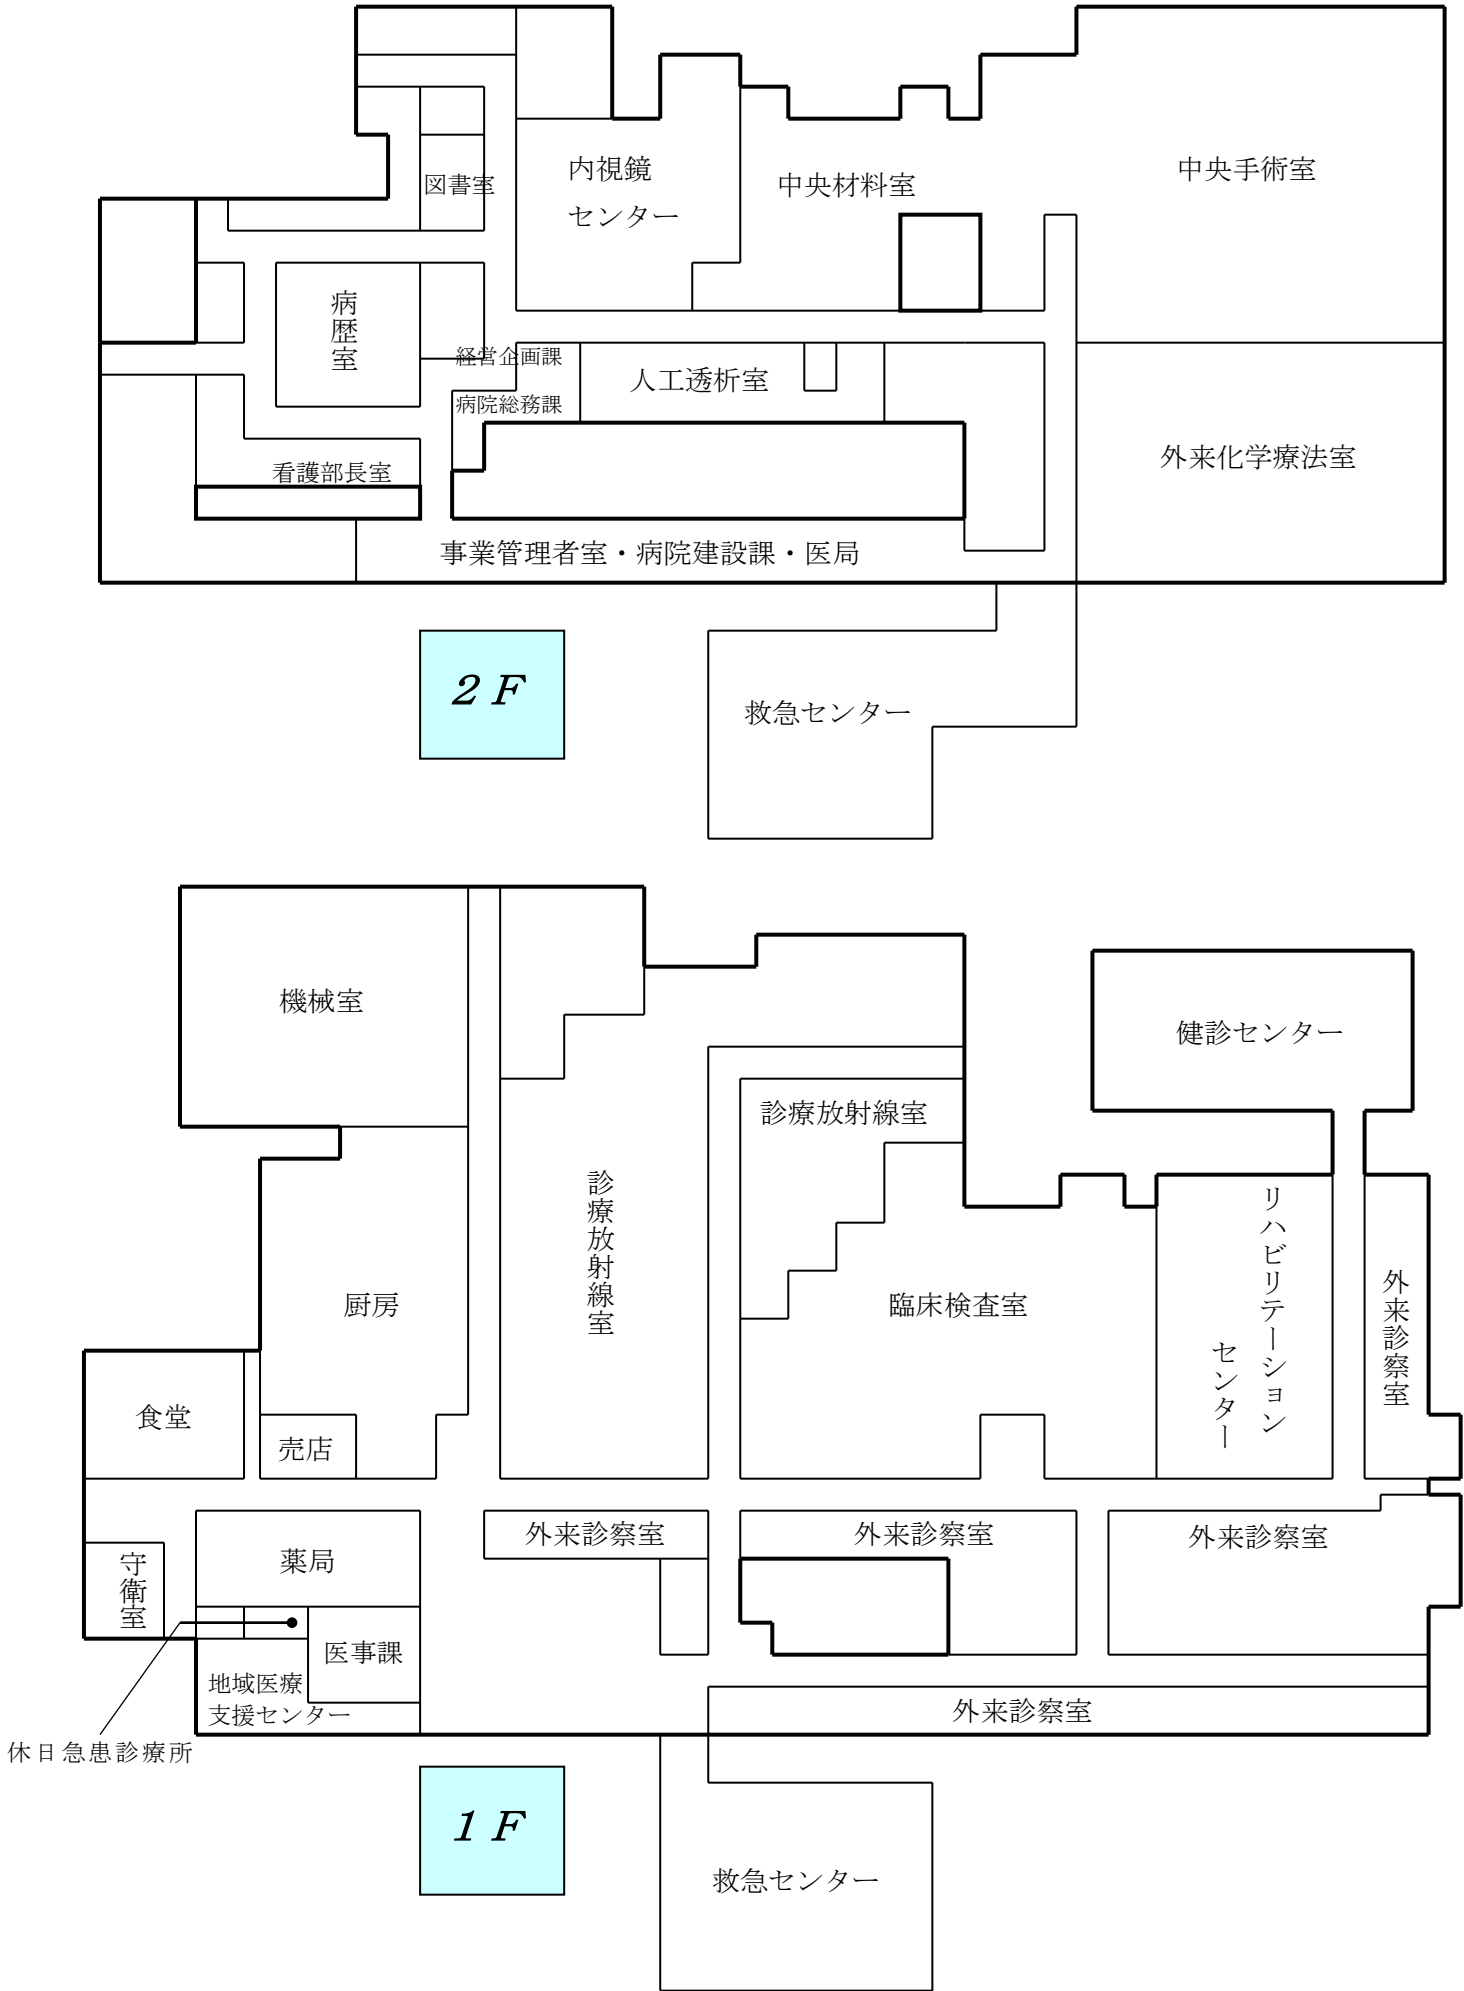 内視鏡
センター
中央材料室
中央手術室
図書室
病歴室
経営企画課
病院総務課
人工透析室
外来化学療法室
看護部長室
事業管理者室・病院建設課・医局
２Ｆ
救急センター
機械室
健診センター
診療放射線室
診療放射線室
厨房
臨床検査室
リハビリテーション
センター
外来診察室
食堂
売店
外来診察室
外来診察室
外来診察室
守衛室
薬局
医事課
地域医療
支援センター
外来診察室
休日急患診療所
１Ｆ
救急センター